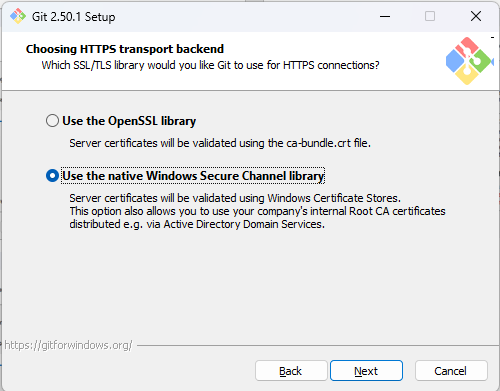 Git 2.50.1 Setup
Choosing HTTPS transport backend
Which SSL/TLS library would you like Git to use for HTTPS connections?
Use the OpenSSL library
Server certificates will be validated using the ca-bundle.crt file.
Use the native Windows Secure Channel library
Server certificates will be validated using Windows Certificate Stores.
This option also allows you to use your company's internal Root CA certificates
distributed e.g. via Active Directory Domain Services.
https://gitforwindows.org/
Back Next Cancel